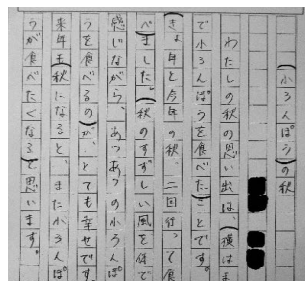 (小ろんぽう)の秋
わたしの秋の思い出は、(横はま
で小ろんぽうを食べた)ことです。
(きょ年と今年の秋、二回行って食
べました。)(秋のすずしい風を体で
感じながら、あつあつの小ろんぽ
うを食べるの)が、とても幸せです。
来年も(秋になると、また小ろんぽ
うが食べたくなる)と思います。